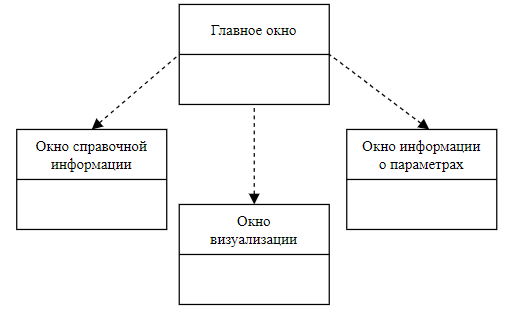 Главное окно
Окно справочной
информации
Окно информации
о параметрах
Окно
визуализации